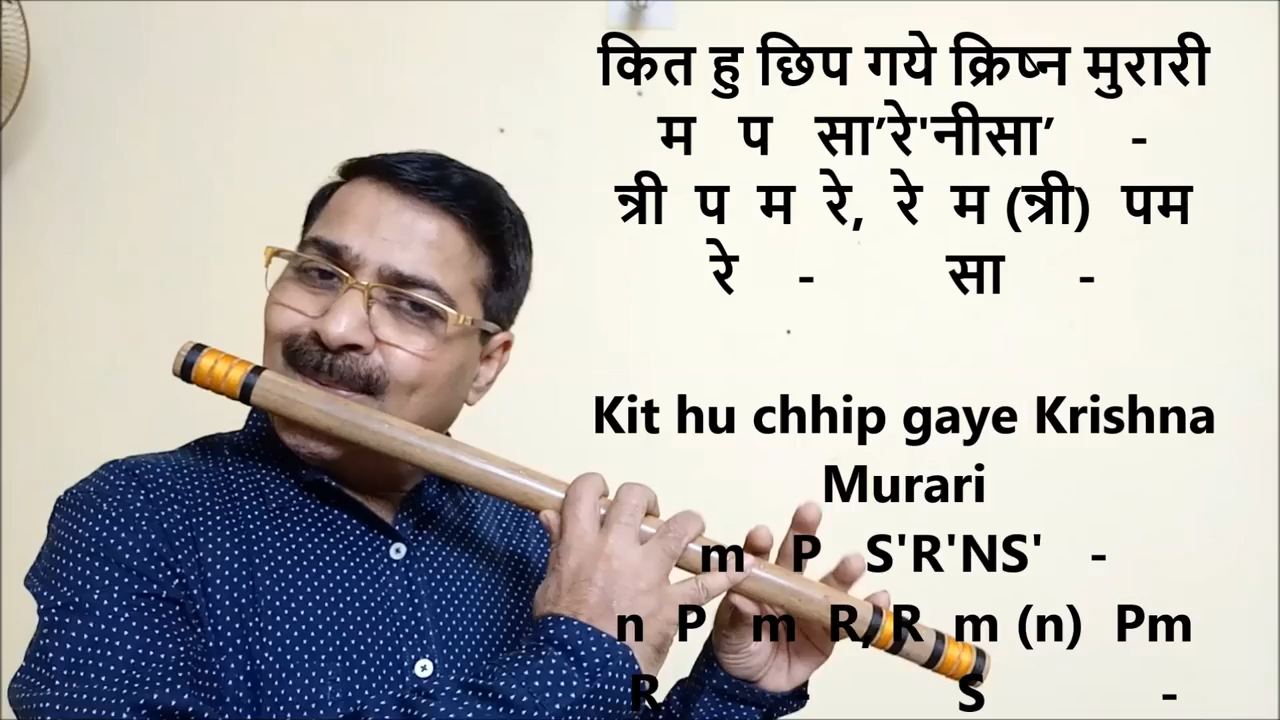 कित हु छिप गये क्रिष्न मुरारी
म प सा’रे'नीसा’ -
त्री प म रे, रे म (त्री) पम
रे - सा -
Kit hu chhip gaye Krishna
Murari
m P S'R'NS' -
n P m R, R m (n) Pm
R - S -